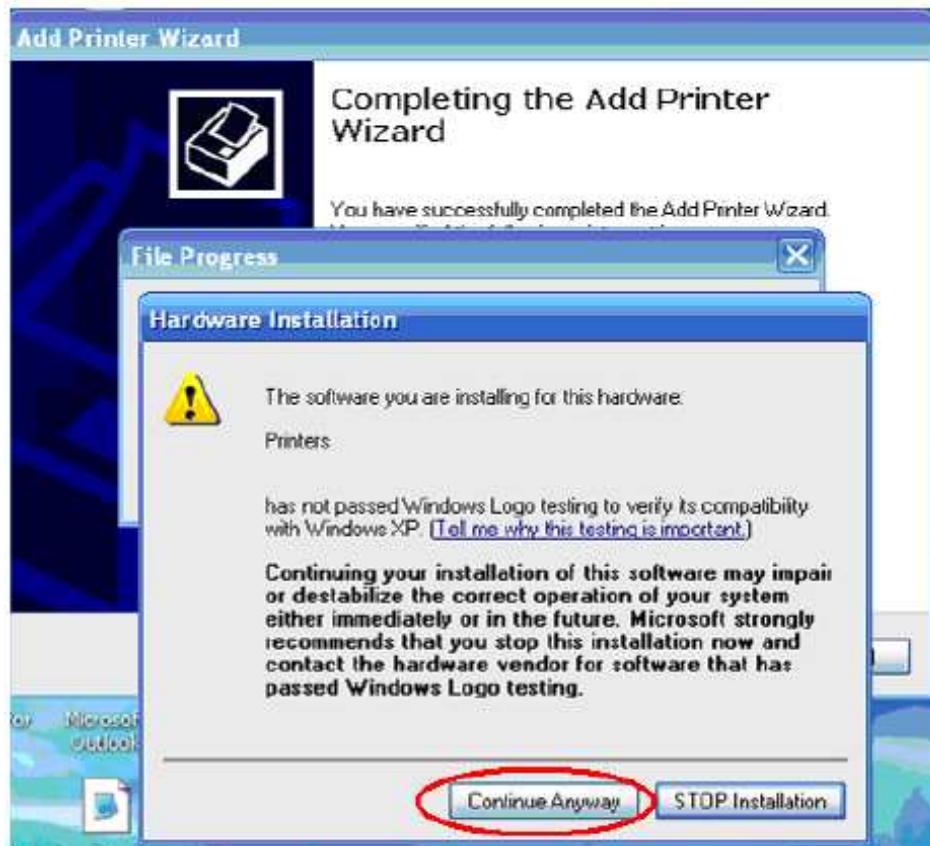 Add Printer Wizard
Completing the Add Printer
Wizard
You have successfully completed the Add Printer Wizard.
File Progress
Hardware Installation
The software you are installing for this hardware:
Printers
has not passed Windows Logo testing to verify its compatibility
with Windows XP. (Tell me why this testing is important.)
Continuing your installation of this software may impair
or destabilize the correct operation of your system
either immediately or in the future. Microsoft strongly
recommends that you stop this installation now and
contact the hardware vendor for software that has
passed Windows Logo testing.
Microsoft
Outlook
Continue Anyway
STOP Installation